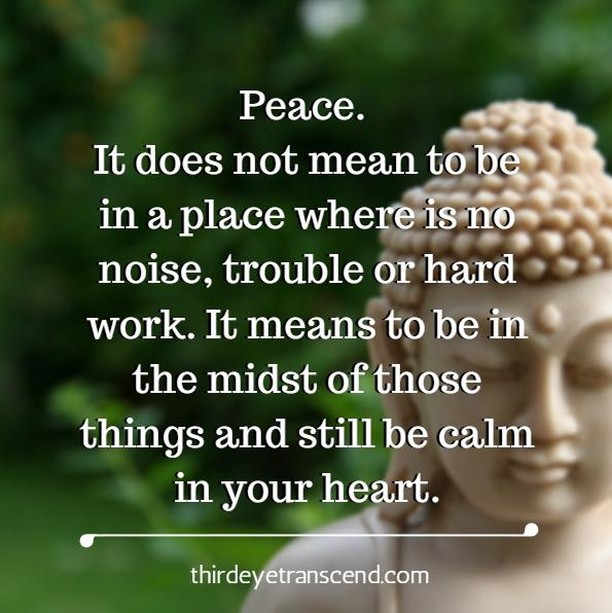 Peace.
It does not mean to be
in a place where is no
noise, trouble or hard
work. It means to be in
the midst of those
things and still be calm
in your heart.
thirdeyetranscend.com